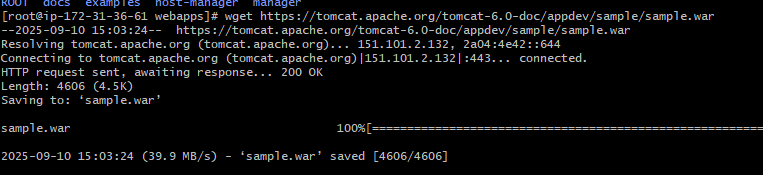 ROOT docs examples host-manager manager
[root@ip-172-31-36-61 webapps]# wget https://tomcat.apache.org/tomcat-6.0-doc/appdev/sample/sample.war
--2025-09-10 15:03:24-- https://tomcat.apache.org/tomcat-6.0-doc/appdev/sample/sample.war
Resolving tomcat.apache.org (tomcat.apache.org)... 151.101.2.132, 2a04:4e42::644
Connecting to tomcat.apache.org (tomcat.apache.org)|151.101.2.132|:443... connected.
HTTP request sent, awaiting response... 200 OK
Length: 4606 (4.5K)
Saving to: ‘sample.war’
sample.war 100%[========================================================
2025-09-10 15:03:24 (39.9 MB/s) - ‘sample.war’ saved [4606/4606]